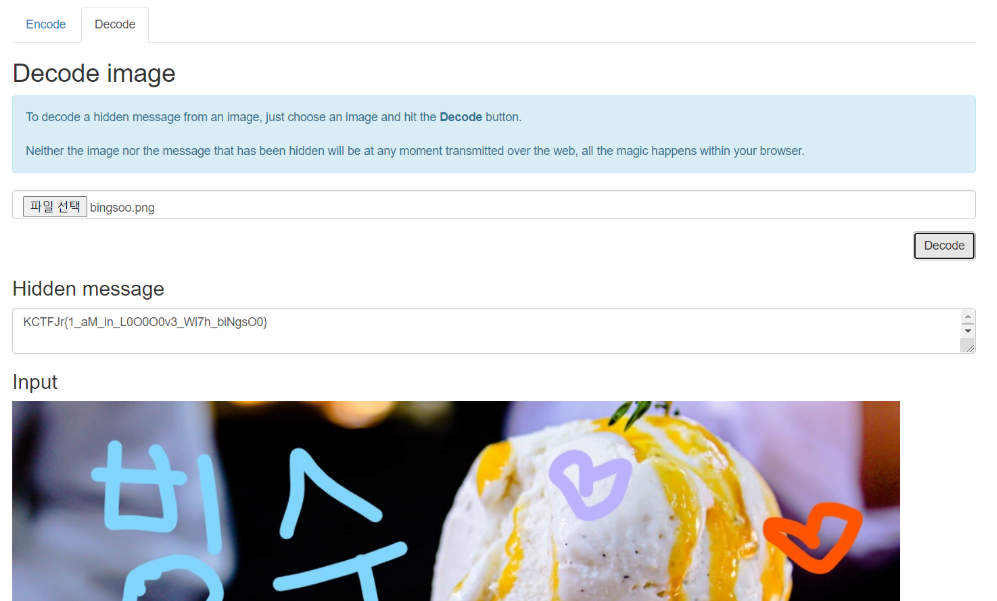 Encode Decode
Decode image
To decode a hidden message from an image, just choose an image and hit the Decode button.
Neither the image nor the message that has been hidden will be at any moment transmitted over the web, all the magic happens within your browser.
파일 선택 bingsoo.png
Decode
Hidden message
KCTFJr{1_aM_in_L0O0O0v3_Wl7h_biNgsO0}
Input
빙수